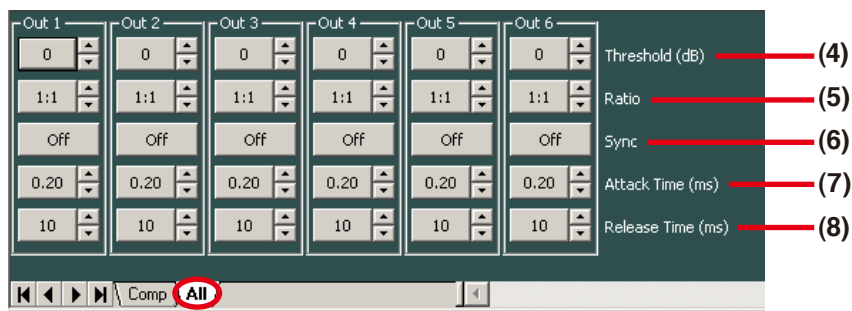 Out 1 Out 2 Out 3 Out 4 Out 5 Out 6
0 0 0 0 0 0 Threshold (dB) (4)
1:1 1:1 1:1 1:1 1:1 1:1 Ratio (5)
Off Off Off Off Off Off Sync (6)
0.20 0.20 0.20 0.20 0.20 0.20 Attack Time (ms) (7)
10 10 10 10 10 10 Release Time (ms) (8)
Comp All